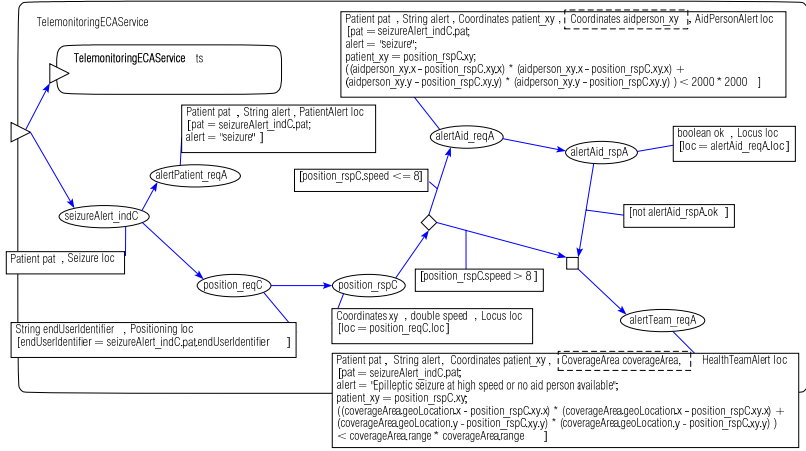 TelemonitoringECAService
TelemonitoringECAService ts
Patient pat , String alert , Coordinates patient_xy , Coordinates aidperson_xy , AidPersonAlert loc
[pat = seizureAlert_indC.pat;
alert = "seizure";
patient_xy = position_rspC.xy;
((aidperson_xy.x – position_rspC.xy.x) * (aidperson_xy.x – position_rspC.xy.x) +
(aidperson_xy.y – position_rspC.xy.y) * (aidperson_xy.y – position_rspC.xy.y) ) < 2000 * 2000 ]
Patient pat , String alert , PatientAlert loc
[pat = seizureAlert_indC.pat;
alert = "seizure" ]
alertAid_reqA
alertAid_rspA
boolean ok , Locus loc
[loc = alertAid_reqA.loc]
alertPatient_reqA
[position_rspC.speed <= 8]
seizureAlert_indC
[not alertAid_rspA.ok ]
Patient pat , Seizure loc
position_reqC
position_rspC
[position_rspC.speed > 8 ]
String endUserIdentifier , Positioning loc
[endUserIdentifier = seizureAlert_indC.pat.endUserIdentifier ]
Coordinates xy , double speed , Locus loc
[loc = position_reqC.loc]
alertTeam_reqA
Patient pat , String alert, Coordinates patient_xy , CoverageArea coverageArea, HealthTeamAlert loc
[pat = seizureAlert_indC.pat;
alert = "Epilleptic seizure at high speed or no aid person available";
patient_xy = position_rspC.xy;
((coverageArea.geoLocation.x – position_rspC.xy.x) * (coverageArea.geoLocation.x – position_rspC.xy.x) +
(coverageArea.geoLocation.y – position_rspC.xy.y) * (coverageArea.geoLocation.y – position_rspC.xy.y) )
< coverageArea.range * coverageArea.range ]